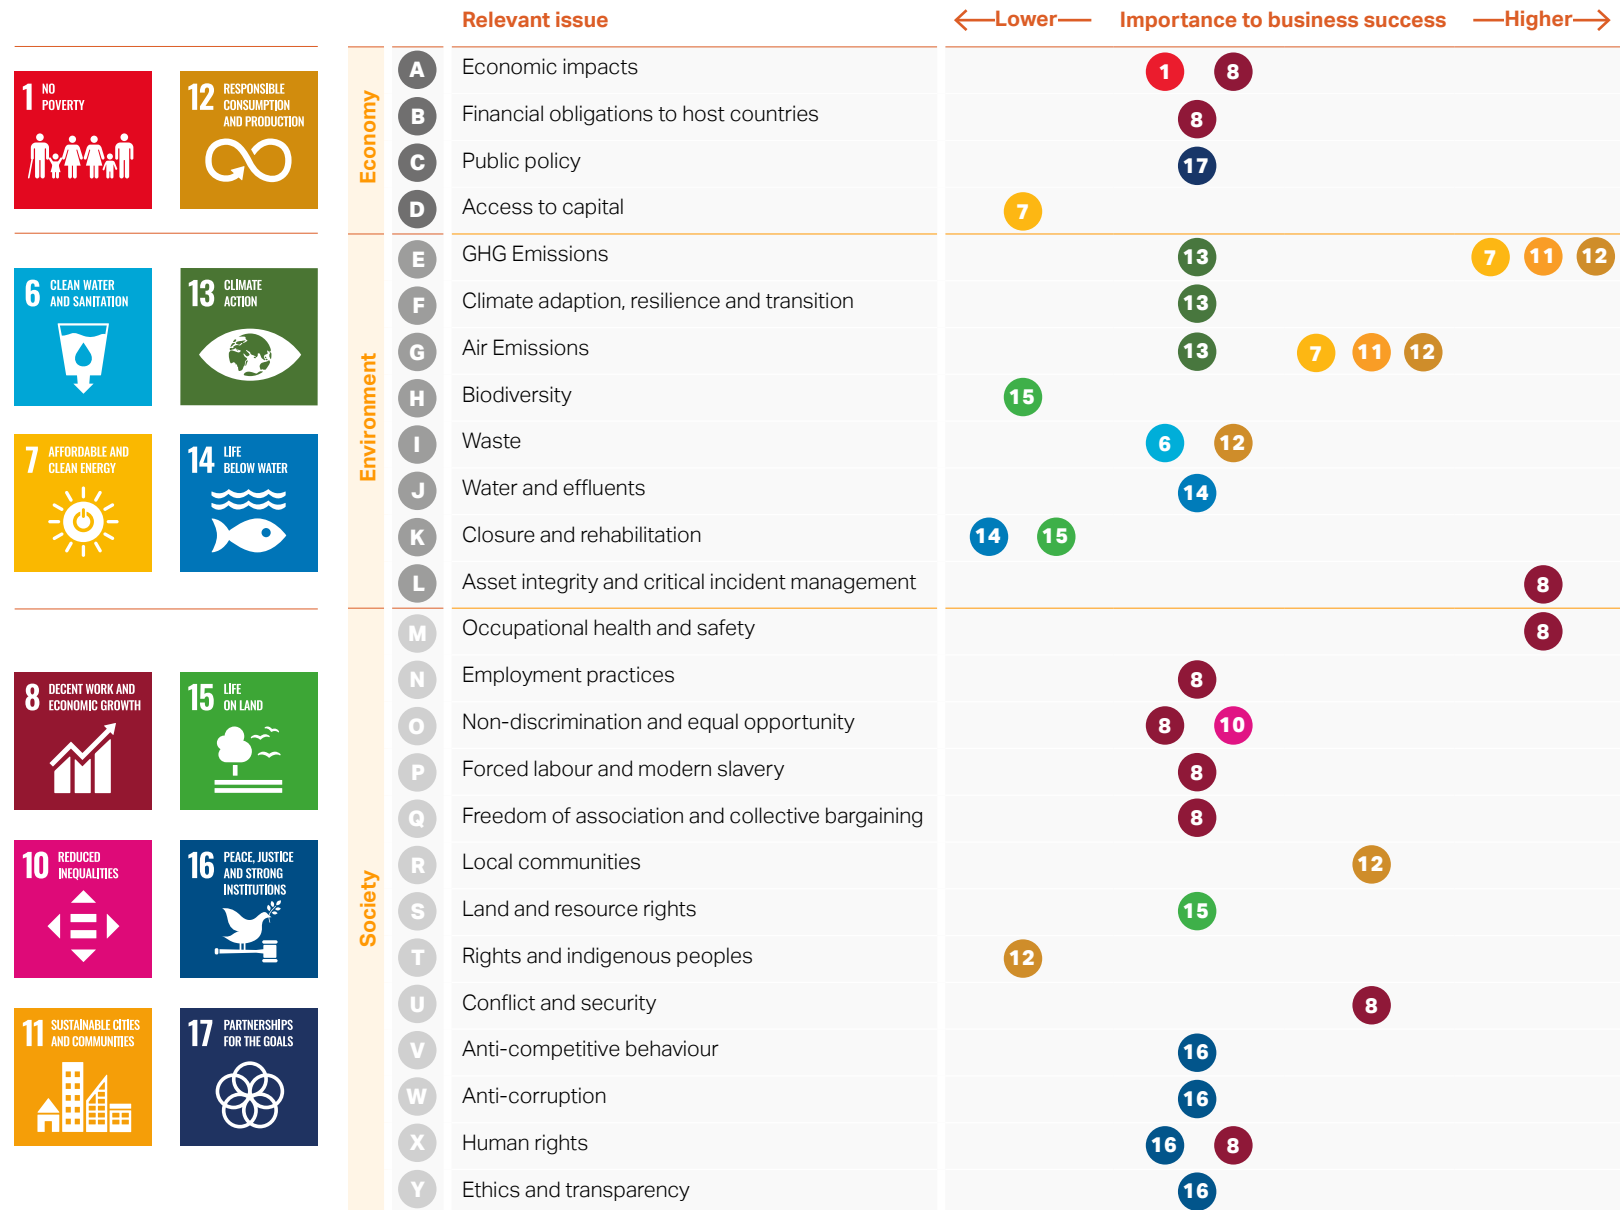 Relevant issue
Lower
Importance to business success
Higher
1 NO
POVERTY
12 RESPONSIBLE
CONSUMPTION
AND PRODUCTION
6 CLEAN WATER
AND SANITATION
13 CLIMATE
ACTION
7 AFFORDABLE AND
CLEAN ENERGY
14 LIFE
BELOW WATER
8 DECENT WORK AND
ECONOMIC GROWTH
15 LIFE
ON LAND
10 REDUCED
INEQUALITIES
16 PEACE, JUSTICE
AND STRONG
INSTITUTIONS
11 SUSTAINABLE CITIES
AND COMMUNITIES
17 PARTNERSHIPS
FOR THE GOALS
Economy
A Economic impacts 1 8
B Financial obligations to host countries 8
C Public policy 17
D Access to capital 7
Environment
E GHG Emissions 13 7 11 12
F Climate adaption, resilience and transition 13
G Air Emissions 13 7 11 12
H Biodiversity 15
I Waste 6 12
J Water and effluents 14
K Closure and rehabilitation 14 15
L Asset integrity and critical incident management 8
Society
M Occupational health and safety 8
N Employment practices 8
O Non-discrimination and equal opportunity 8 10
P Forced labour and modern slavery 8
Q Freedom of association and collective bargaining 8
R Local communities 12
S Land and resource rights 15
T Rights and indigenous peoples 12
U Conflict and security 8
V Anti-competitive behaviour 16
W Anti-corruption 16
X Human rights 16 8
Y Ethics and transparency 16